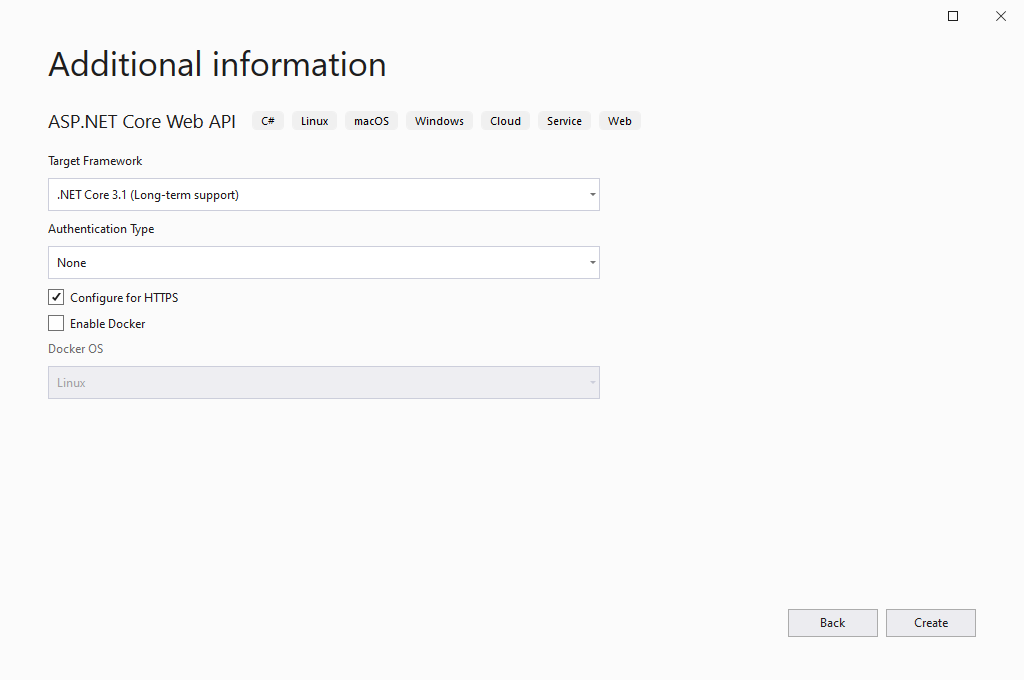 Additional information
ASP.NET Core Web API C# Linux macOS Windows Cloud Service Web
Target Framework
.NET Core 3.1 (Long-term support)
Authentication Type
None
Configure for HTTPS
Enable Docker
Docker OS
Linux
Back Create